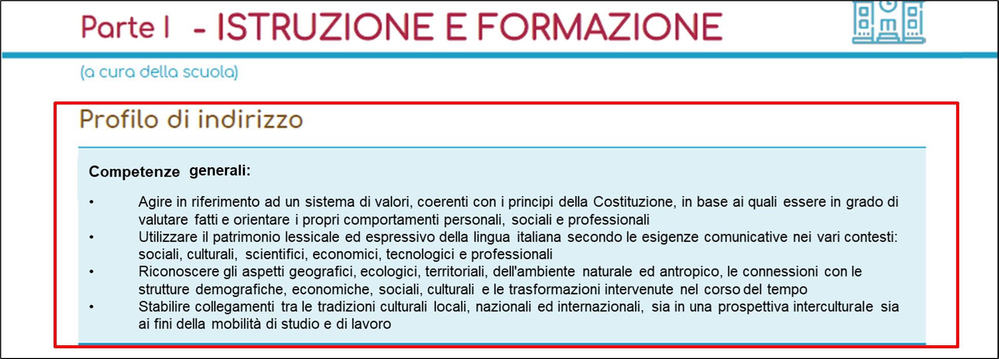 Parte I - ISTRUZIONE E FORMAZIONE
G
m
(a cura della scuola)
Profilo di indirizzo
Competenze generali:
• Agire in riferimento ad un sistema di valori, coerenti con i principi della Costituzione, in base ai quali essere in grado di
valutare fatti e orientare i propri comportamenti personali, sociali e professionali
• Utilizzare il patrimonio lessicale ed espressivo della lingua italiana secondo le esigenze comunicative nei vari contesti:
sociali, culturali, scientifici, economici, tecnologici e professionali
• Riconoscere gli aspetti geografici, ecologici, territoriali, dell'ambiente naturale ed antropico, le connessioni con le
strutture demografiche, economiche, sociali, culturali e le trasformazioni intervenute nel corso del tempo
• Stabilire collegamenti tra le tradizioni culturali locali, nazionali ed internazionali, sia in una prospettiva interculturale sia
ai fini della mobilità di studio e di lavoro